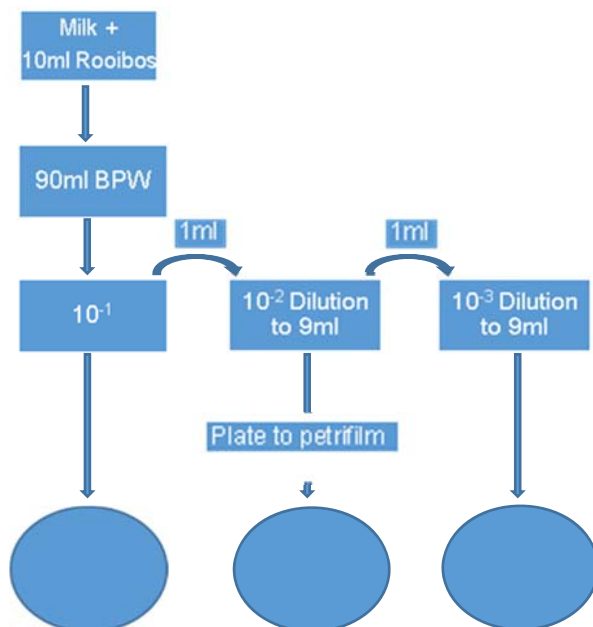 Milk +
10ml Rooibos
90ml BPW
1ml
1ml
10⁻¹
10⁻² Dilution
to 9ml
10⁻³ Dilution
to 9ml
Plate to petrifilm